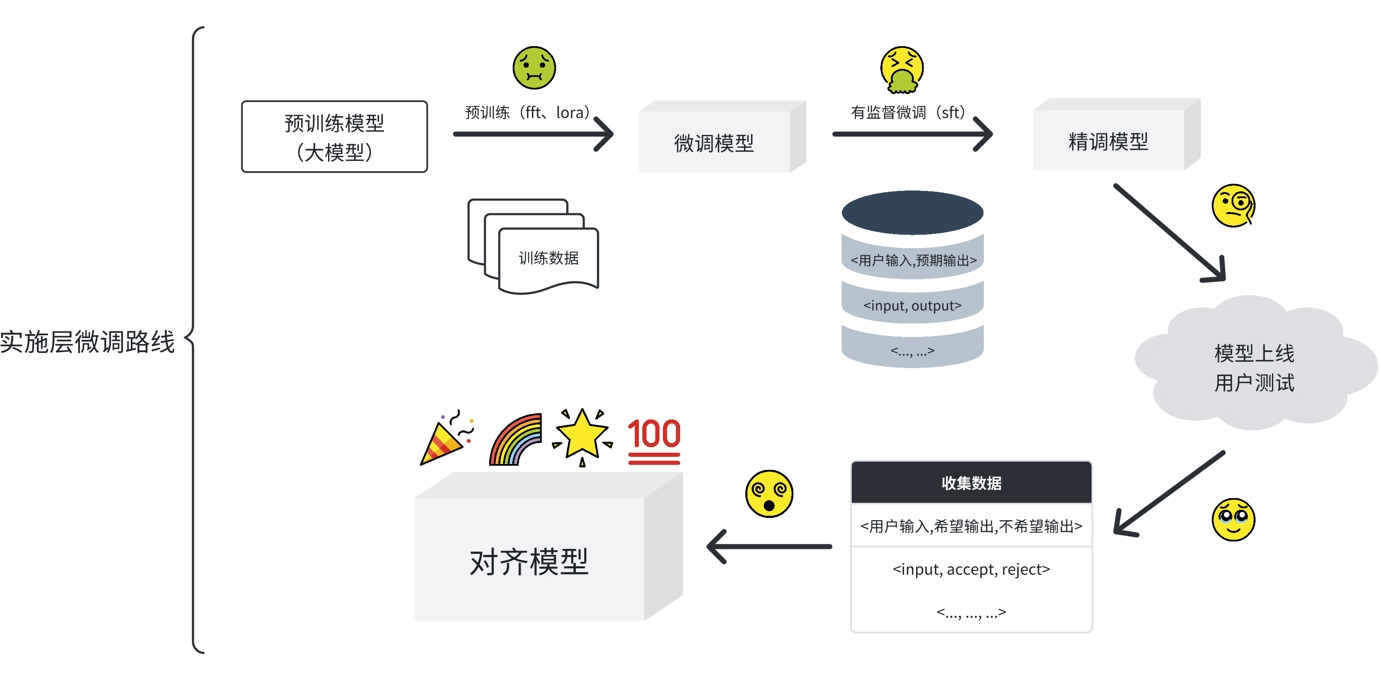 实施层微调路线
预训练模型
（大模型）
预训练（fft、lora）
训练数据
微调模型
有监督微调（sft）
<用户输入,预期输出>
<input, output>
<..., ...>
精调模型
模型上线
用户测试
收集数据
<用户输入,希望输出,不希望输出>
<input, accept, reject>
<..., ..., ...>
100
对齐模型